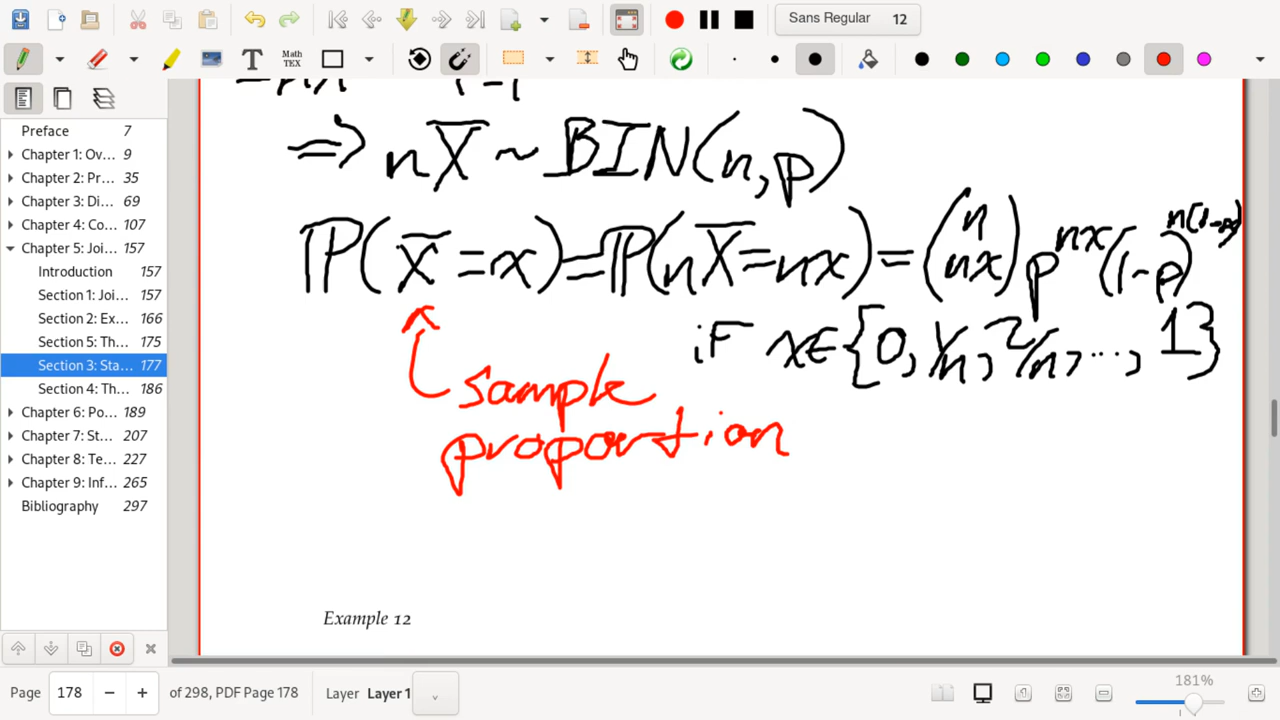 Sans Regular 12
Math
TEX
Preface 7
Chapter 1: Ov... 9
Chapter 2: Pr... 35
Chapter 3: Di... 69
Chapter 4: Co... 107
Chapter 5: Joi... 157
Introduction 157
Section 1: Joi... 157
Section 2: Ex... 166
Section 5: Th... 175
Section 3: Sta... 177
Section 4: Th... 186
Chapter 6: Po... 189
Chapter 7: St... 207
Chapter 8: Te... 227
Chapter 9: Inf... 265
Bibliography 297
=> nX̅ ~ BIN(n,p)
ℙ(X̅=x)=ℙ(nX̅=nx)=(n nx) p^nx (1-p)^n(1-x)
if x∈{0, 1/n, 2/n, ..., 1}
sample
proportion
Example 12
Page 178 of 298, PDF Page 178 Layer Layer 1 181%